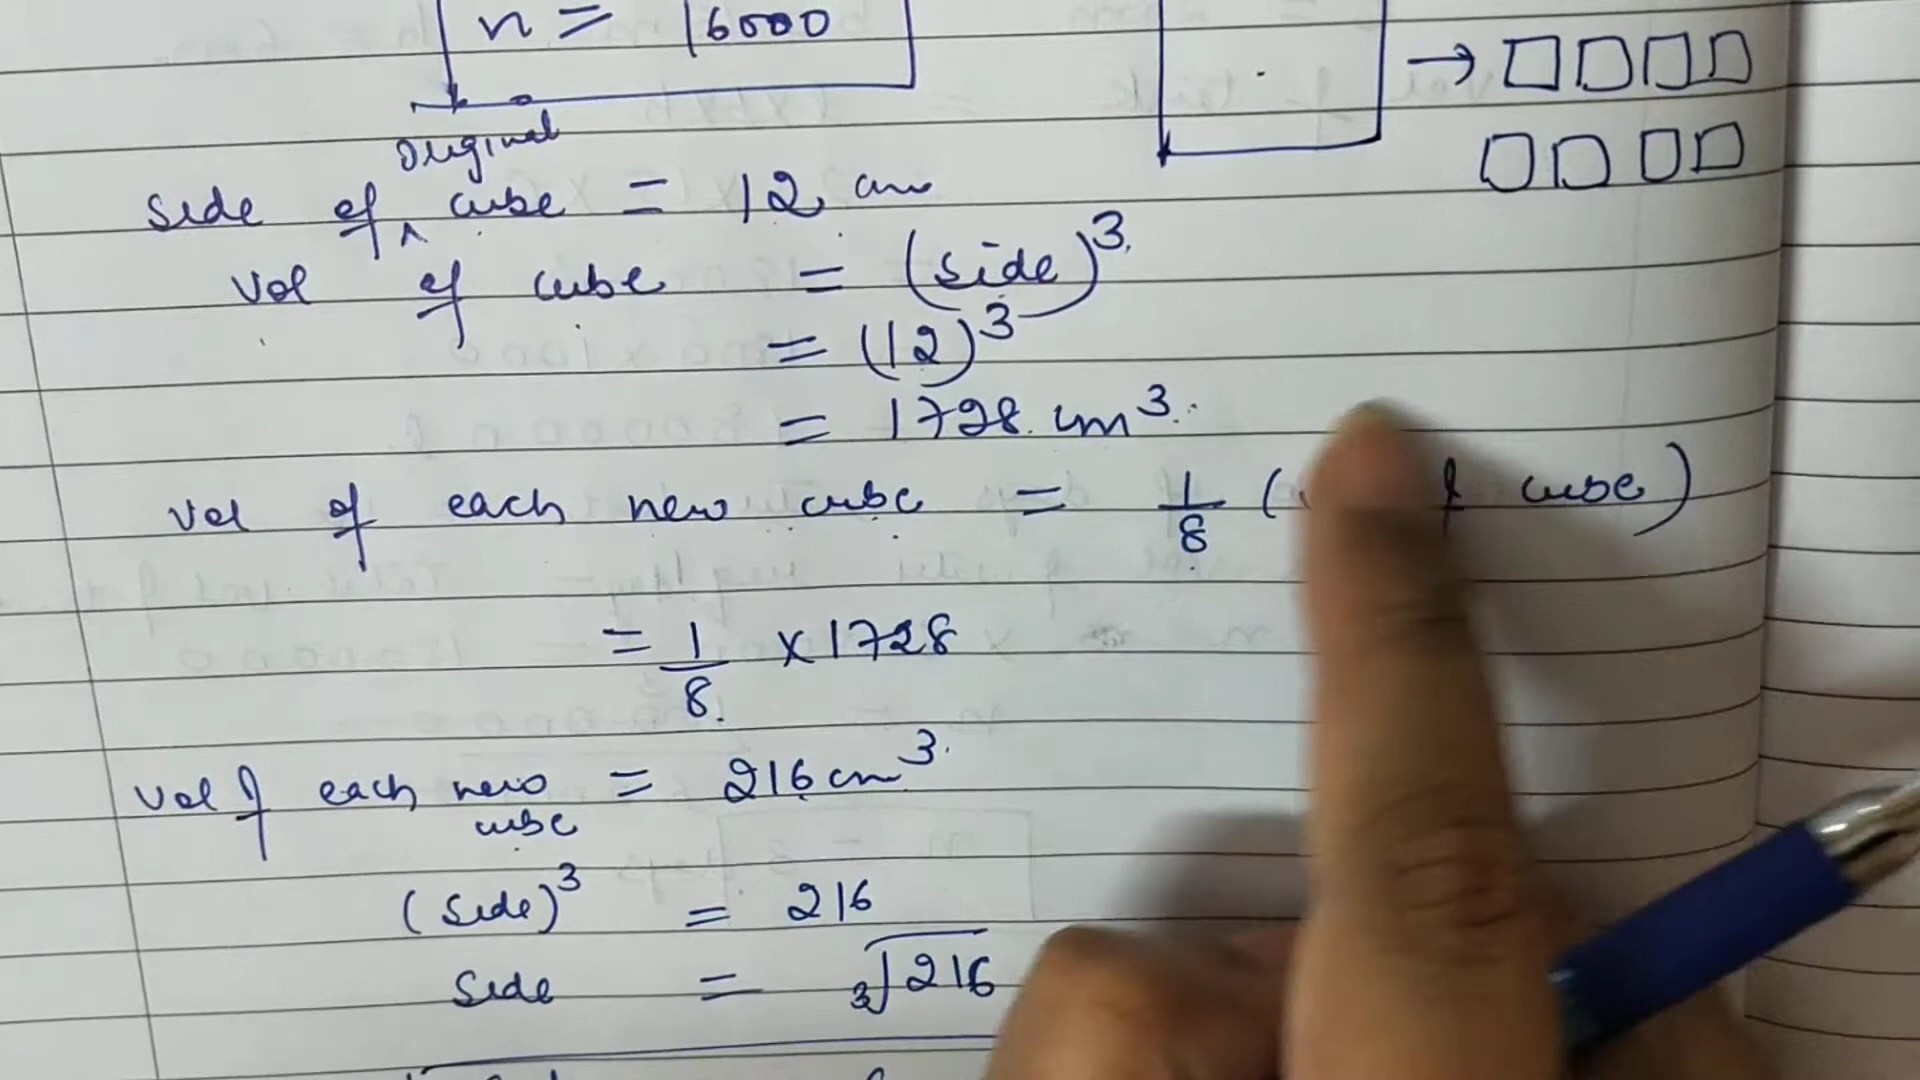 n = 16000
original
side of ^ cube = 12 cm
Vol of cube = (side)³
= (12)³
= 1728 cm³
Vol of each new cube = 1/8 ( cube)
= 1/8 × 1728
Vol of each new cube = 216 cm³
(Side)³ = 216
Side = ³√216